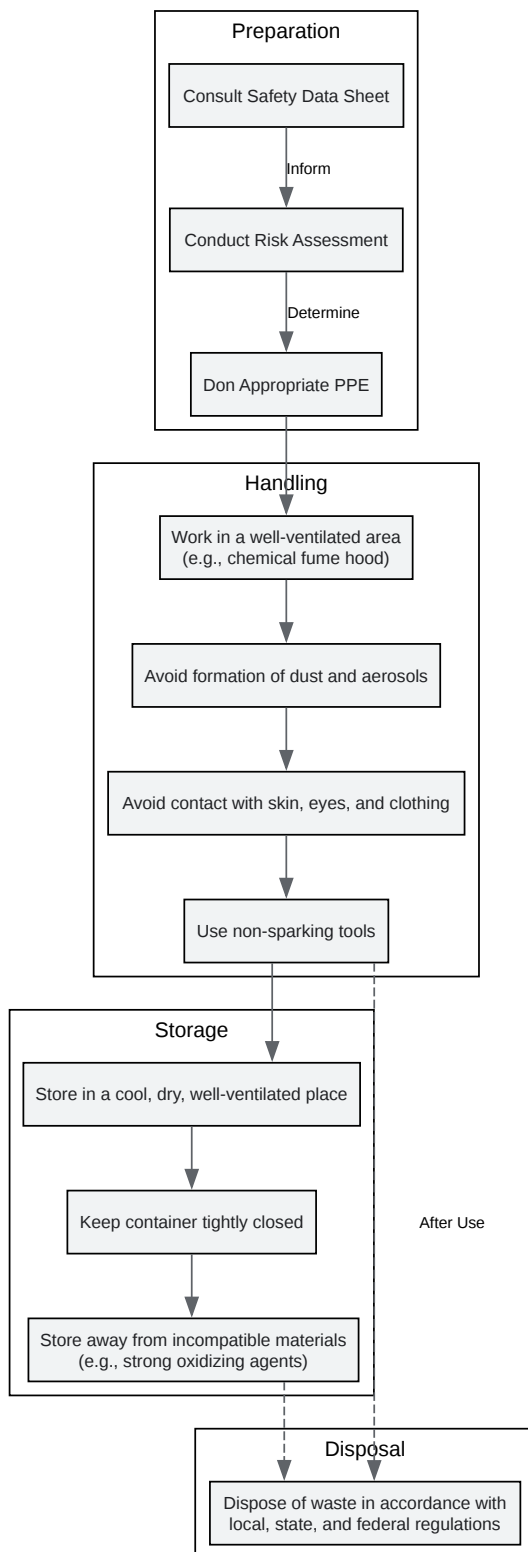 Preparation
Consult Safety Data Sheet
Inform
Conduct Risk Assessment
Determine
Don Appropriate PPE
Handling
Work in a well-ventilated area
(e.g., chemical fume hood)
Avoid formation of dust and aerosols
Avoid contact with skin, eyes, and clothing
Use non-sparking tools
Storage
Store in a cool, dry, well-ventilated place
Keep container tightly closed
After Use
Store away from incompatible materials
(e.g., strong oxidizing agents)
Disposal
Dispose of waste in accordance with
local, state, and federal regulations